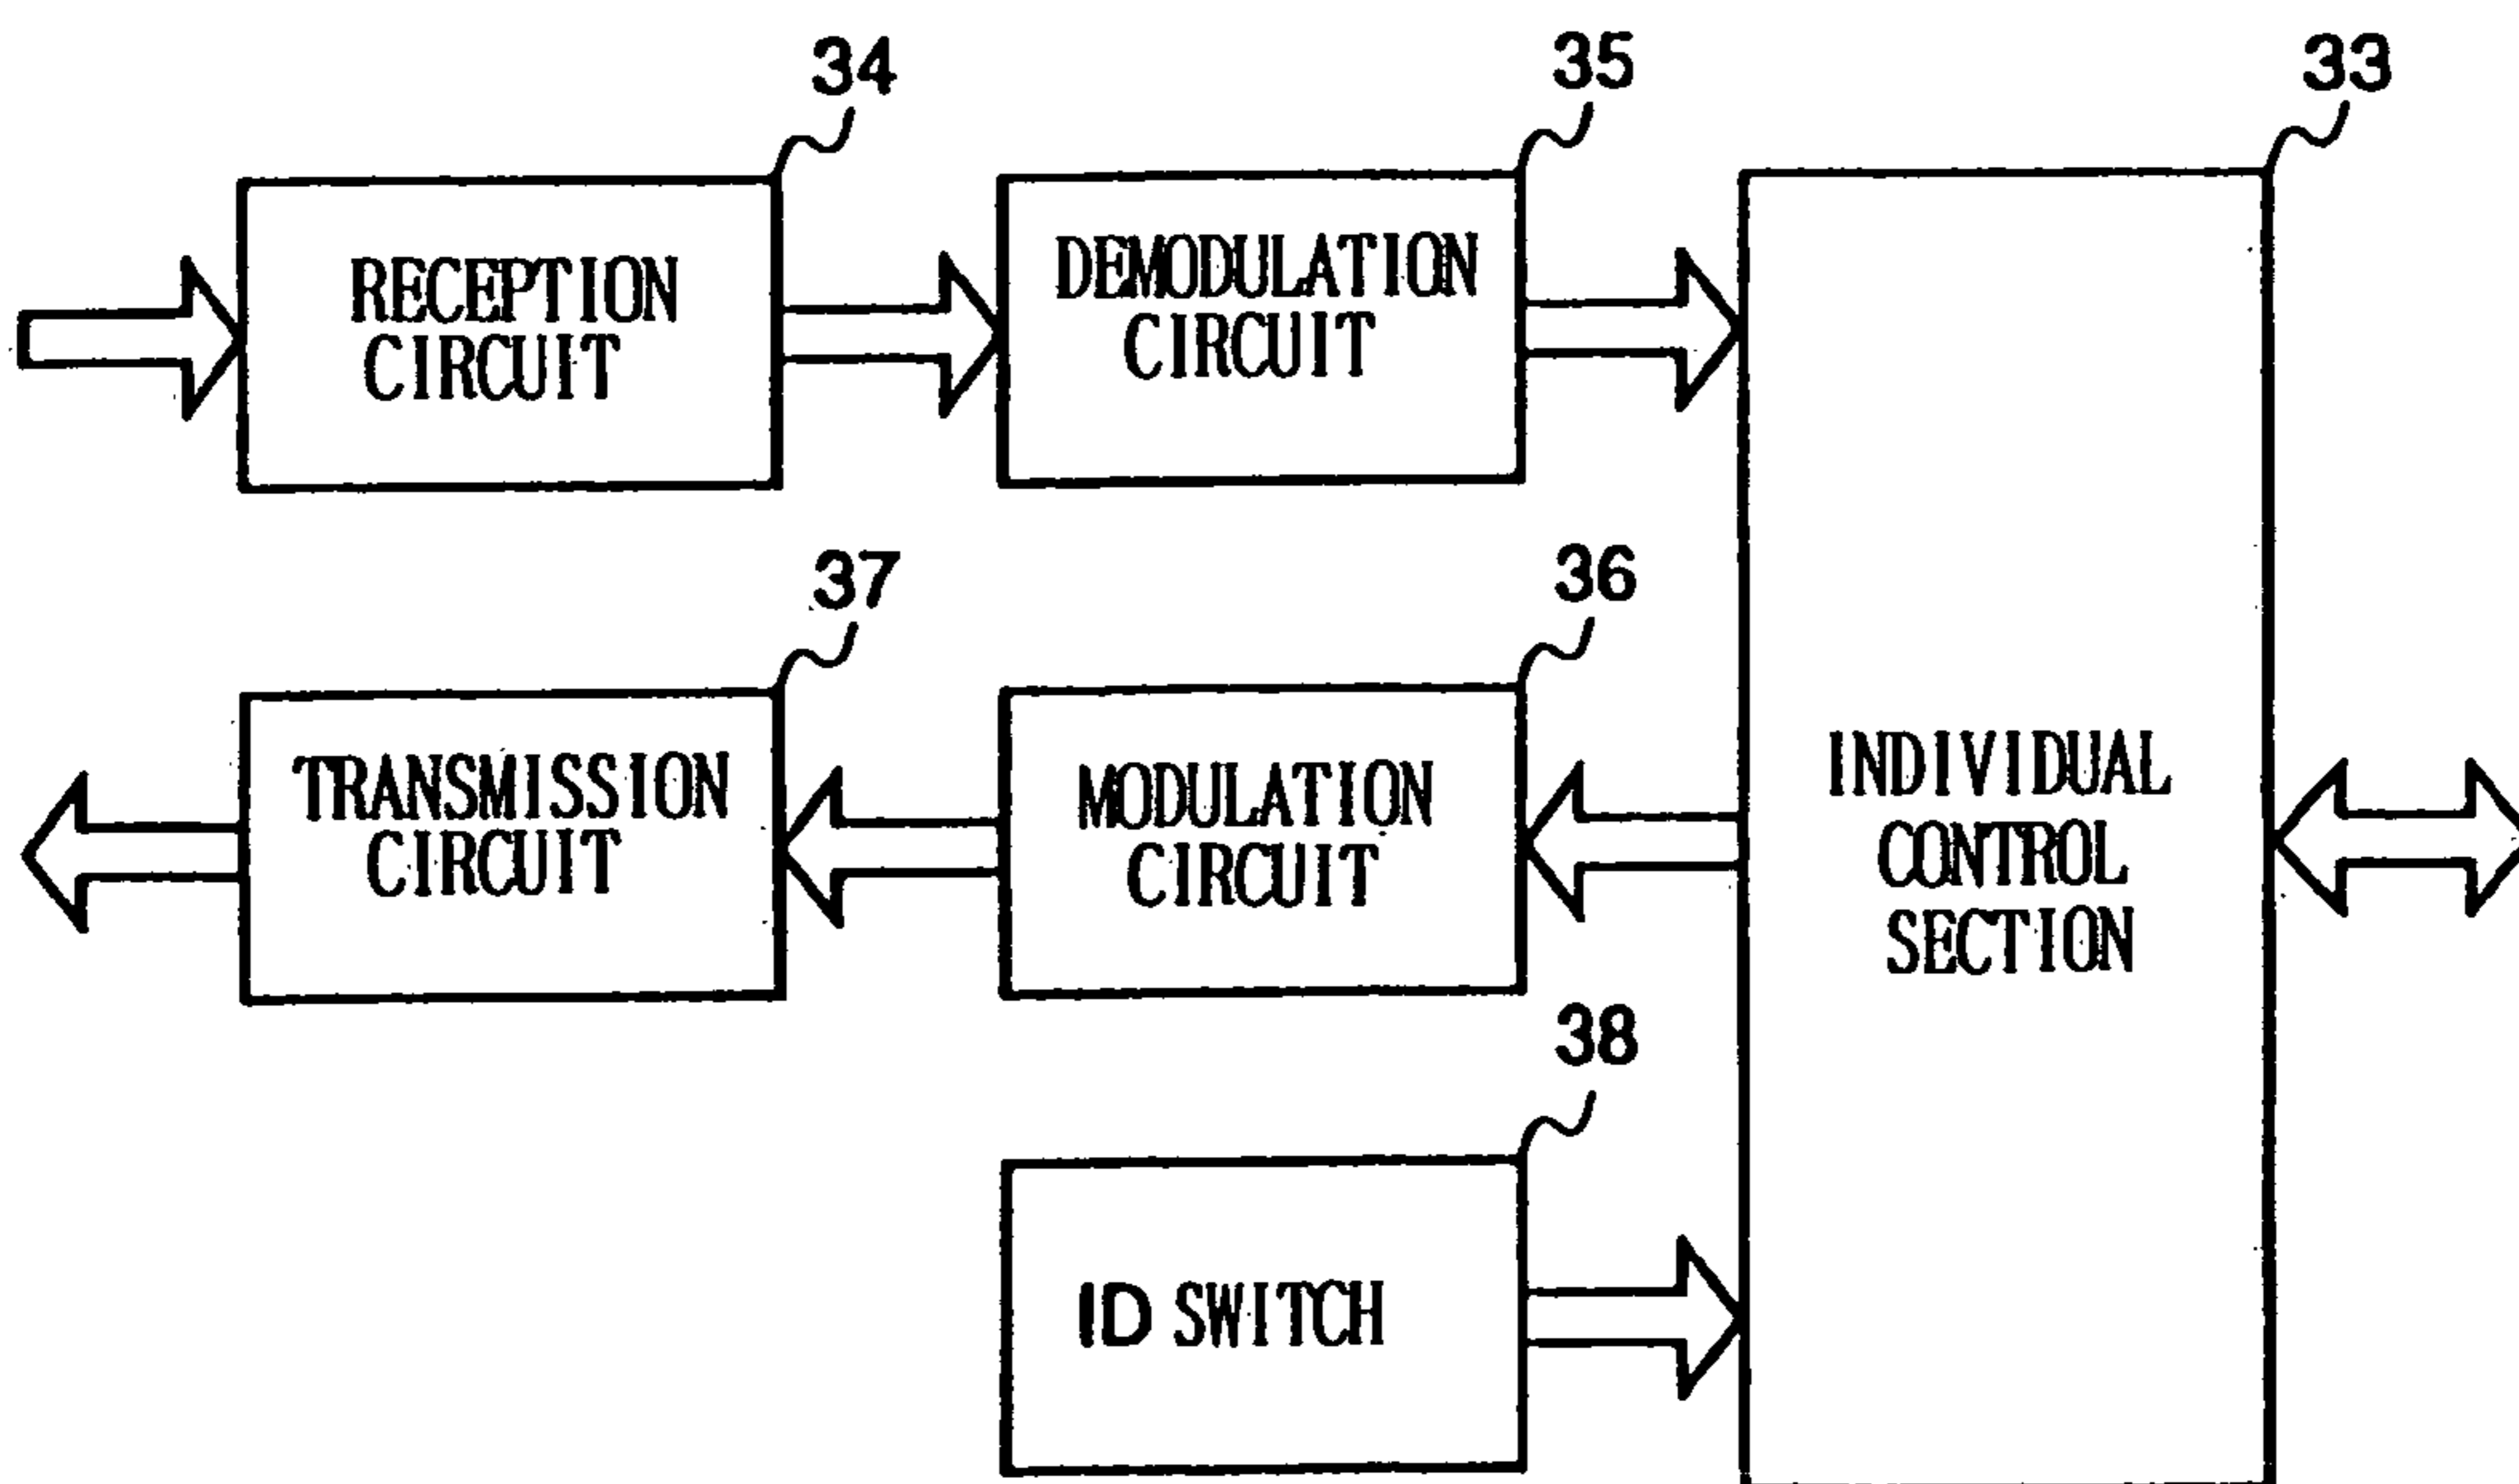 34
35
33
RECEPTION
CIRCUIT
DEMODULATION
CIRCUIT
37
36
TRANSMISSION
CIRCUIT
MODULATION
CIRCUIT
INDIVIDUAL
CONTROL
SECTION
38
ID SWITCH